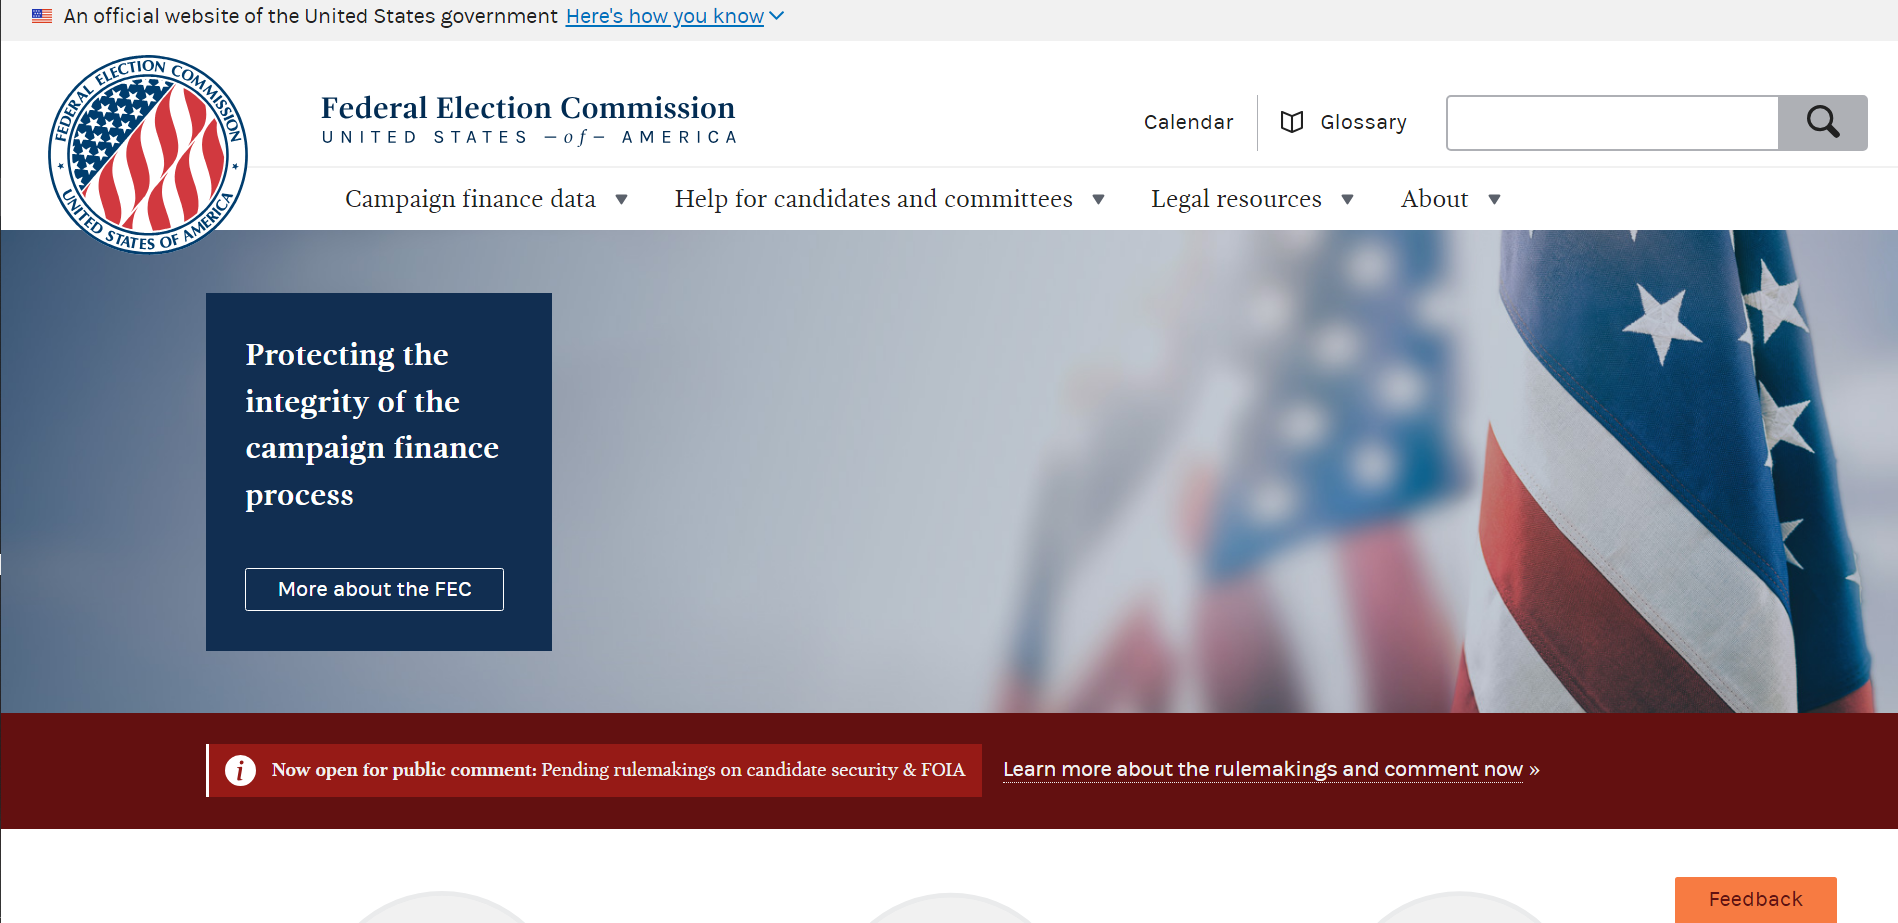 An official website of the United States government Here's how you know
FEDERAL ELECTION COMMISSION
UNITED STATES OF AMERICA
Federal Election Commission
UNITED STATES -of- AMERICA
Calendar
Glossary
Campaign finance data
Help for candidates and committees
Legal resources
About
Protecting the
integrity of the
campaign finance
process
More about the FEC
i Now open for public comment: Pending rulemakings on candidate security & FOIA
Learn more about the rulemakings and comment now »
Feedback